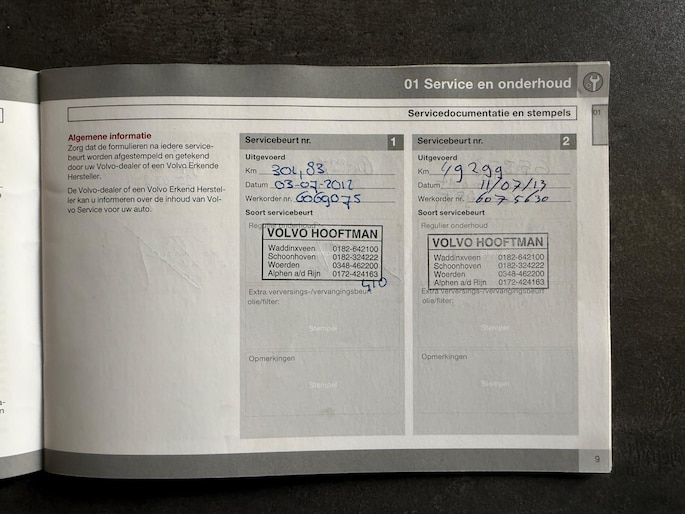 01 Service en onderhoud
Servicedocumentatie en stempels
01
Algemene informatie
Zorg dat de formulieren na iedere service-
beurt worden afgestempeld en getekend
door uw Volvo-dealer of een Volvo Erkende
Hersteller.
De Volvo-dealer of een Volvo Erkend Herstel-
ler kan u informeren over de inhoud van Vol-
vo Service voor uw auto.
Servicebeurt nr. 1
Uitgevoerd
Km
Datum 03-07-2012
Werkorder nr. 6069075
Soort servicebeurt
Regulier onderhoud
VOLVO HOOFTMAN
Waddinxveen 0182-642100
Schoonhoven 0182-324222
Woerden 0348-462200
Alphen a/d Rijn 0172-424163
Extra verversings-/vervangingsbeurt
olie/filter:
Stempel
Opmerkingen
Stempel
Servicebeurt nr. 2
Uitgevoerd
Km 49299
Datum 11/07/13
Werkorder nr. 6075630
Soort servicebeurt
Regulier onderhoud
VOLVO HOOFTMAN
Waddinxveen 0182-642100
Schoonhoven 0182-324222
Woerden 0348-462200
Alphen a/d Rijn 0172-424163
Extra verversings-/vervangingsbeurt
olie/filter:
Stempel
Opmerkingen
Stempel
9